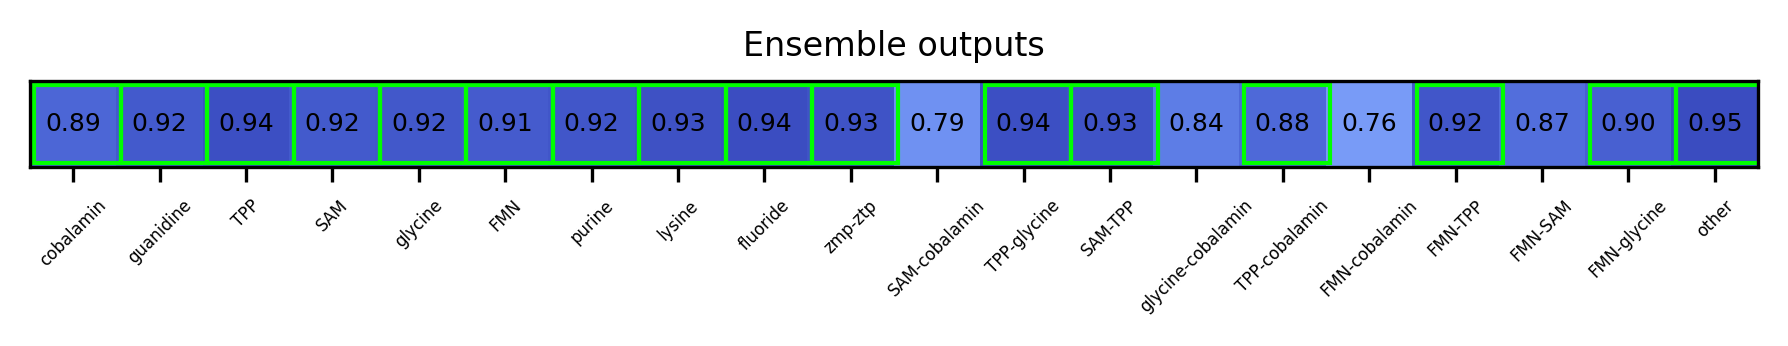 Ensemble outputs
0.89 0.92 0.94 0.92 0.92 0.91 0.92 0.93 0.94 0.93 0.79 0.94 0.93 0.84 0.88 0.76 0.92 0.87 0.90 0.95
cobalamin guanidine TPP SAM glycine FMN purine lysine fluoride zmp-ztp SAM-cobalamin TPP-glycine SAM-TPP glycine-cobalamin TPP-cobalamin FMN-cobalamin FMN-TPP FMN-SAM FMN-glycine other